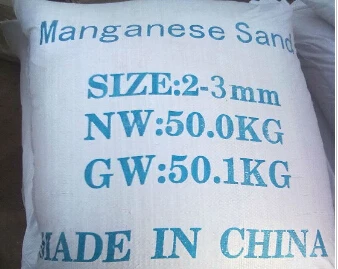 Manganese Sand
SIZE:2-3mm
NW:50.0KG
GW:50.1KG
MADE IN CHINA